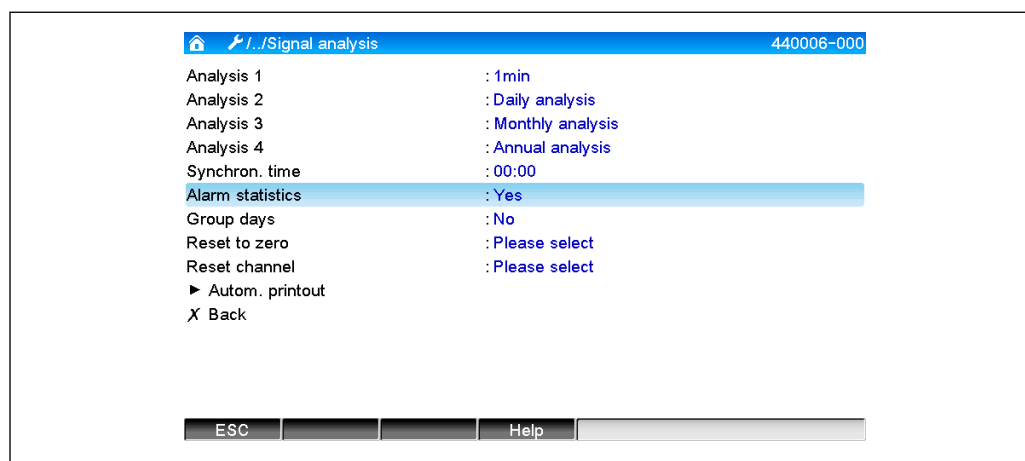 /../Signal analysis 440006-000
Analysis 1 : 1min
Analysis 2 : Daily analysis
Analysis 3 : Monthly analysis
Analysis 4 : Annual analysis
Synchron. time : 00:00
Alarm statistics : Yes
Group days : No
Reset to zero : Please select
Reset channel : Please select
► Autom. printout
X Back
ESC Help